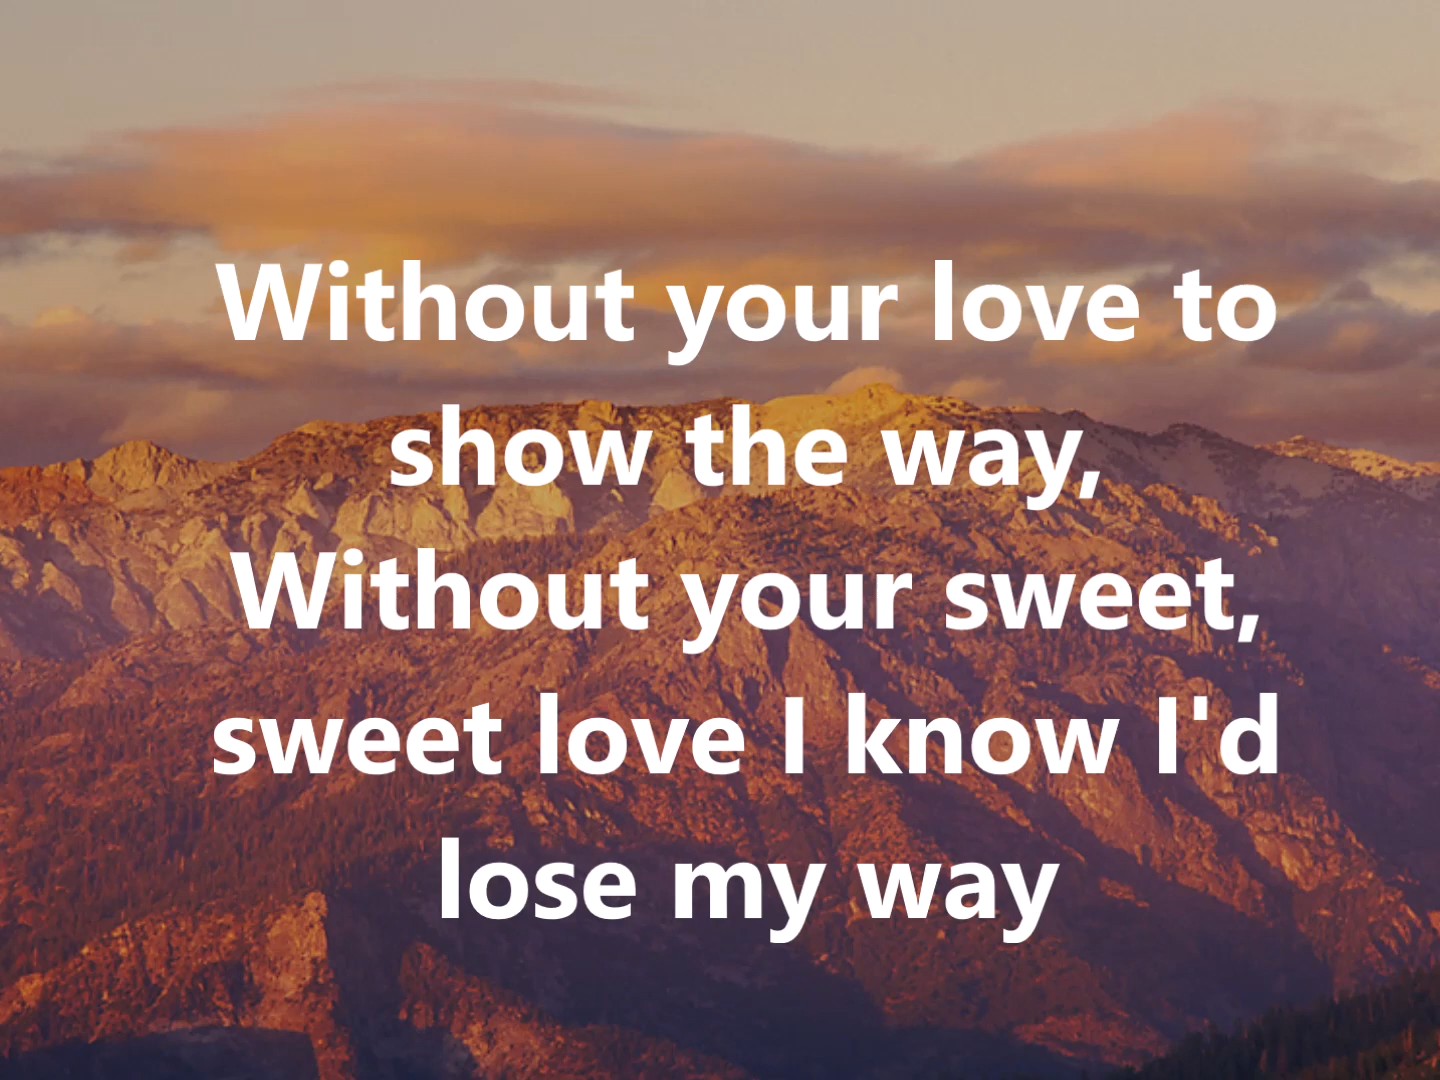 Without your love to
show the way,
Without your sweet,
sweet love I know I'd
lose my way